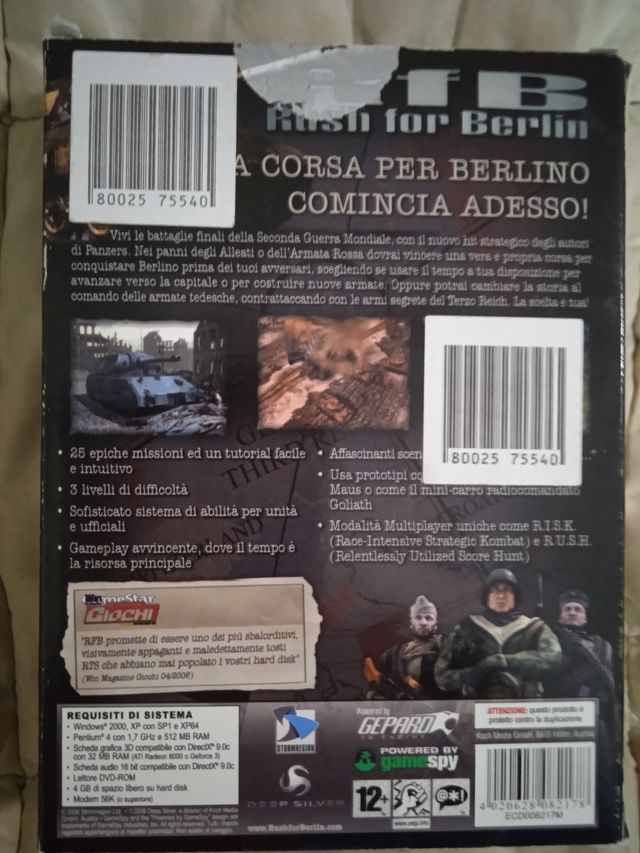 RfB
Rush for Berlin
80025 75540
A CORSA PER BERLINO
COMINCIA ADESSO!
Vivi le battaglie finali della Seconda Guerra Mondiale, con il nuovo hit strategico degli autori
di Panzers. Nei panni degli Alleati o dell'Armata Rossa dovrai vincere una vera e propria corsa per
conquistare Berlino prima dei tuoi avversari, scegliendo se usare il tempo a tua disposizione per
avanzare verso la capitale o per costruire nuove armate. Oppure potrai cambiare la storia al
comando delle armate tedesche, contrattaccando con le armi segrete del Terzo Reich. La scelta è tua!
80025 75540
• 25 epiche missioni ed un tutorial facile
e intuitivo
• 3 livelli di difficoltà
• Sofisticato sistema di abilità per unità
e ufficiali
• Gameplay avvincente, dove il tempo è
la risorsa principale
• Affascinanti scen
• Usa prototipi co
Maus o come il mini-carro radiocomandato
Goliath
• Modalità Multiplayer uniche come R.I.S.K.
(Race-Intensive Strategic Kombat) e R.U.S.H.
(Relentlessly Utilized Score Hunt)
THIRD RE
GameStar
GIOCHI
"RFB promette di essere uno dei più sbalorditivi,
visivamente appaganti e maledettamente tosti
RTS che abbiano mai popolato i vostri hard disk"
(Win Magazine Giochi 04/2006)
REQUISITI DI SISTEMA
• Windows® 2000, XP con SP1 e XP64
• Pentium® 4 con 1,7 GHz e 512 MB RAM
• Scheda grafica 3D compatibile con DirectX® 9.0c
con 32 MB RAM (ATI Radeon 8000 o Geforce 3)
• Scheda audio 16 bit compatibile con DirectX® 9.0c
• Lettore DVD-ROM
• 4 GB di spazio libero su hard disk
• Modem 56K (o superiore)
STORMREGION
DEEP SILVER
www.RushforBerlin.com
Powered by
GEPARD
3D ENGINE
POWERED BY
gamespy
12+
www.pegi.info
ATTENZIONE: questo prodotto è
protetto contro la duplicazione
Koch Media GmbH, 6600 Höfen, Austria
4 020628 082178
ECD008217M